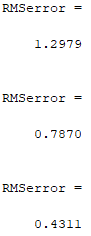 RMSerror =
1.2979
RMSerror =
0.7870
RMSerror =
0.4311